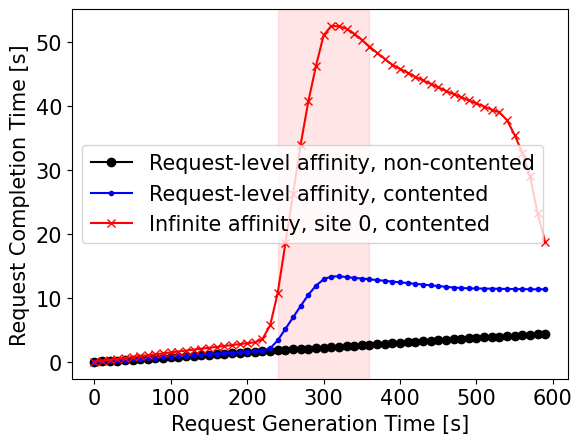 Request Completion Time [s]
50
40
30
20
10
0
Request-level affinity, non-contented
Request-level affinity, contented
Infinite affinity, site 0, contented
0 100 200 300 400 500 600
Request Generation Time [s]